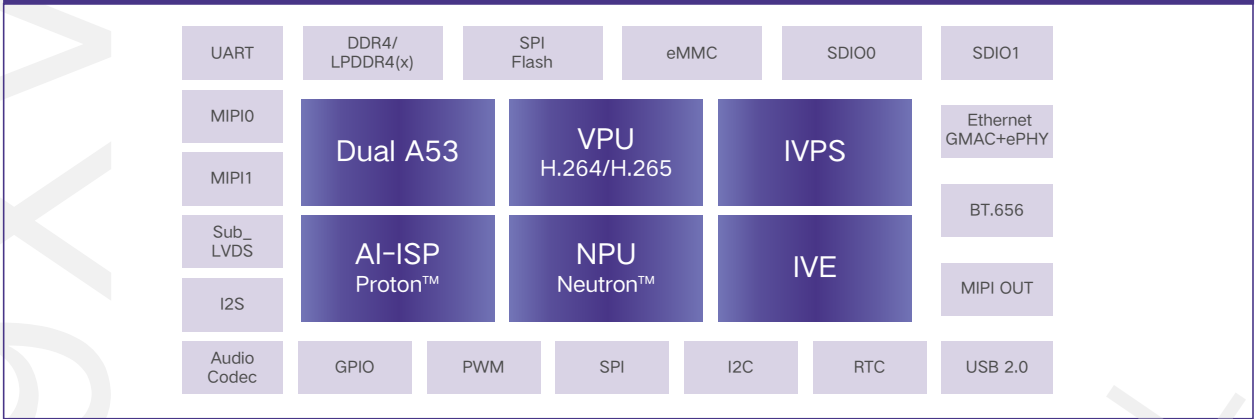 UART
DDR4/
LPDDR4(x)
SPI
Flash
eMMC
SDIO0
SDIO1
MIPI0
MIPI1
Sub_
LVDS
I2S
Audio
Codec
Dual A53
VPU
H.264/H.265
IVPS
AI-ISP
Proton™
NPU
Neutron™
IVE
Ethernet
GMAC+ePHY
BT.656
MIPI OUT
GPIO
PWM
SPI
I2C
RTC
USB 2.0